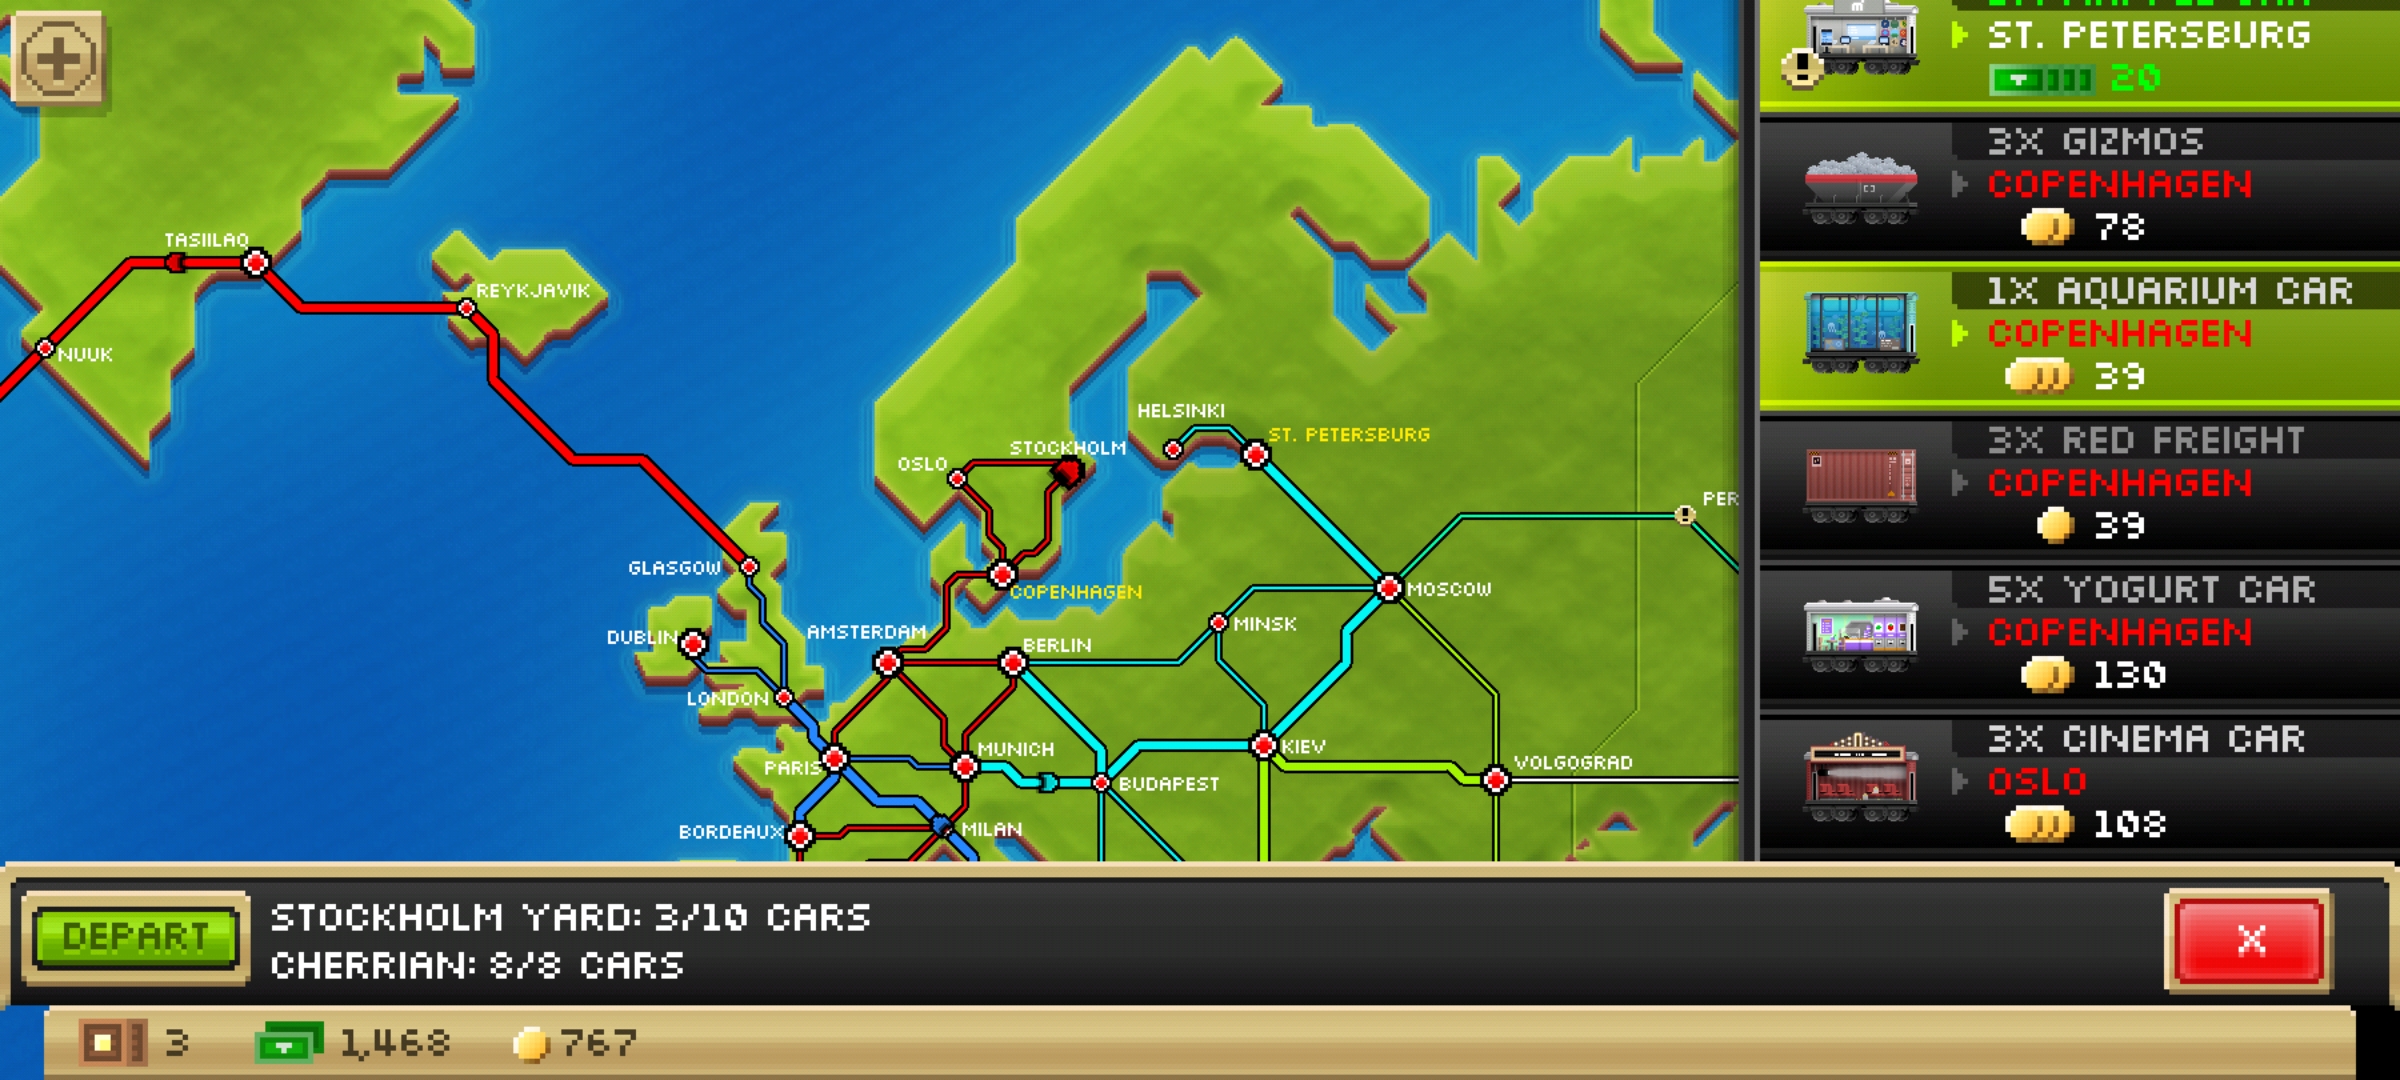 TASIILAQ
REYKJAVIK
NUUK
GLASGOW
DUBLIN
LONDON
PARIS
BORDEAUX
AMSTERDAM
OSLO
STOCKHOLM
HELSINKI
ST. PETERSBURG
COPENHAGEN
BERLIN
MINSK
MOSCOW
PER
MUNICH
BUDAPEST
KIEV
VOLGOGRAD
MILAN
ST. PETERSBURG
20
3X GIZMOS
COPENHAGEN
78
1X AQUARIUM CAR
COPENHAGEN
39
3X RED FREIGHT
COPENHAGEN
39
5X YOGURT CAR
COPENHAGEN
130
3X CINEMA CAR
OSLO
108
DEPART
STOCKHOLM YARD: 3/10 CARS
CHERRIAN: 8/8 CARS
X
3
1,468
767